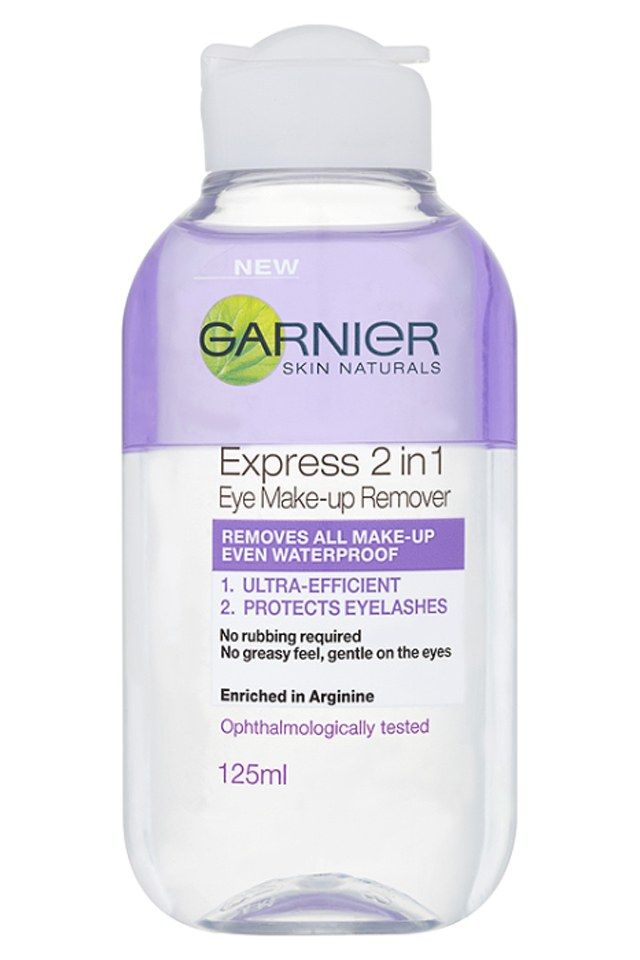 NEW
GARNIER
SKIN NATURALS
Express 2 in 1
Eye Make-up Remover
REMOVES ALL MAKE-UP
EVEN WATERPROOF
1. ULTRA-EFFICIENT
2. PROTECTS EYELASHES
No rubbing required
No greasy feel, gentle on the eyes
Enriched in Arginine
Ophthalmologically tested
125ml